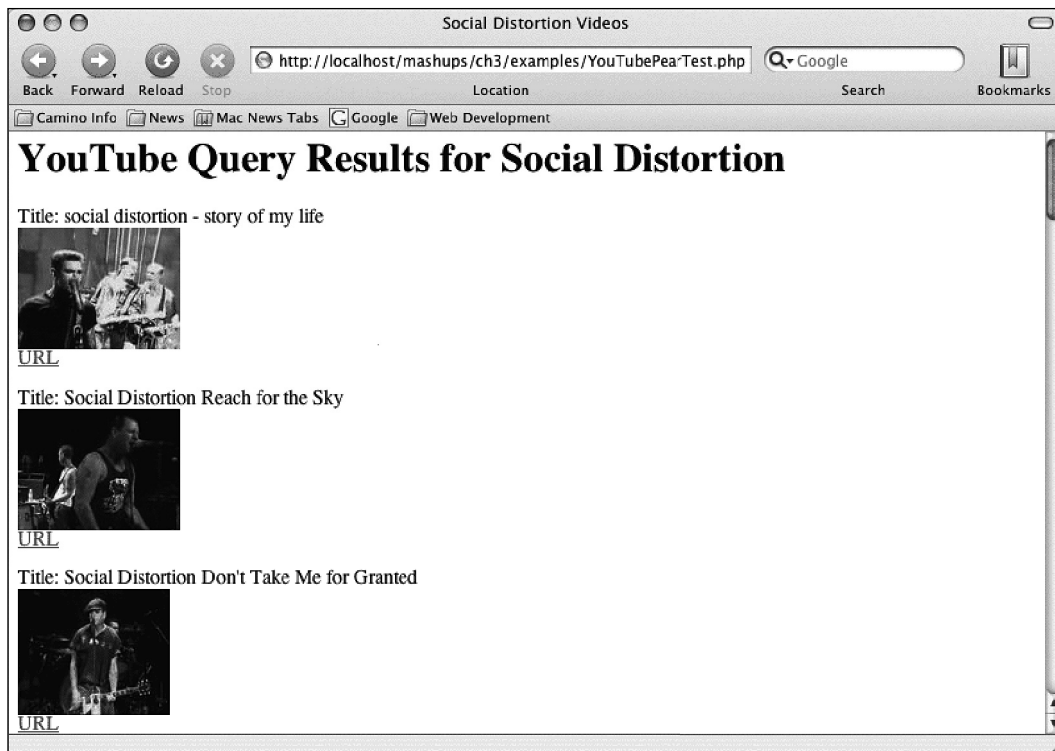 Social Distortion Videos
http://localhost/mashups/ch3/examples/YouTubePearTest.php
Google
Back Forward Reload Stop Location Search Bookmarks
Camino Info News Mac News Tabs Google Web Development
YouTube Query Results for Social Distortion
Title: social distortion - story of my life
URL
Title: Social Distortion Reach for the Sky
URL
Title: Social Distortion Don't Take Me for Granted
URL